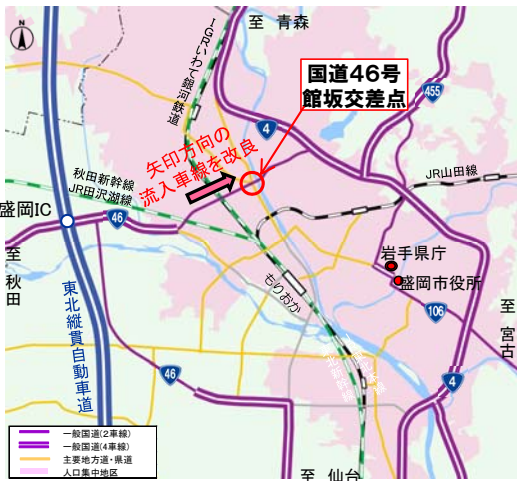 至 青森
国道46号
館坂交差点
IGRいわて銀河鉄道
4
455
矢印方向の
流入車線を改良
秋田新幹線
JR田沢湖線
JR山田線
盛岡IC
46
至 秋田
岩手県庁
盛岡市役所
もりおか
106
至 宮古
東北縦貫自動車道
46
4
一般国道(2車線)
一般国道(4車線)
主要地方道・県道
人口集中地区
至 仙台